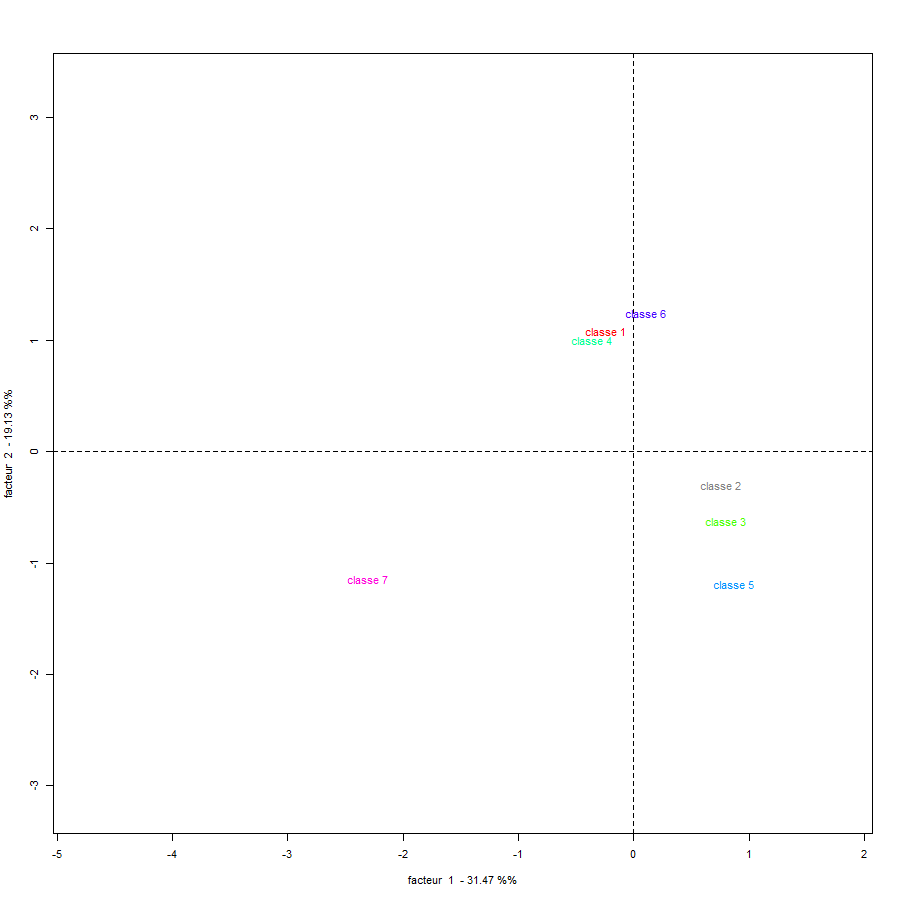 3
2
1
0
-1
-2
-3
facteur 2 - 19.13 %%
classe 6
classe 1
classe 4
classe 2
classe 3
classe 7
classe 5
-5 -4 -3 -2 -1 0 1 2
facteur 1 - 31.47 %%